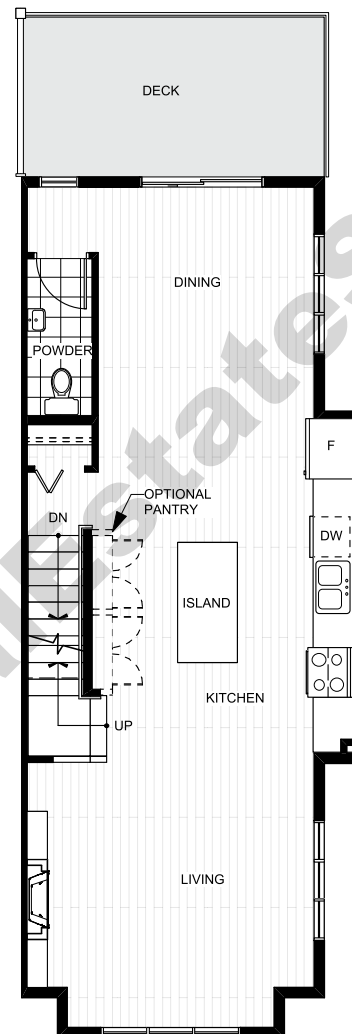 DECK
DINING
POWDER
F
OPTIONAL
PANTRY
DN
DW
ISLAND
KITCHEN
UP
LIVING